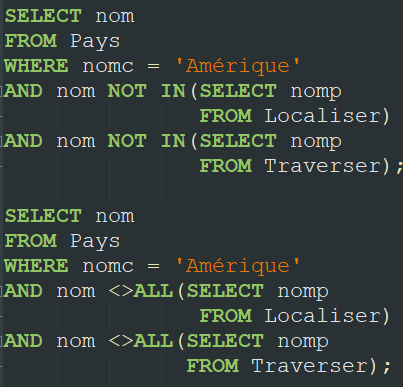 SELECT nom
FROM Pays
WHERE nomc = 'Amérique'
AND nom NOT IN(SELECT nomp
FROM Localiser)
AND nom NOT IN(SELECT nomp
FROM Traverser);
SELECT nom
FROM Pays
WHERE nomc = 'Amérique'
AND nom <>ALL(SELECT nomp
FROM Localiser)
AND nom <>ALL(SELECT nomp
FROM Traverser);